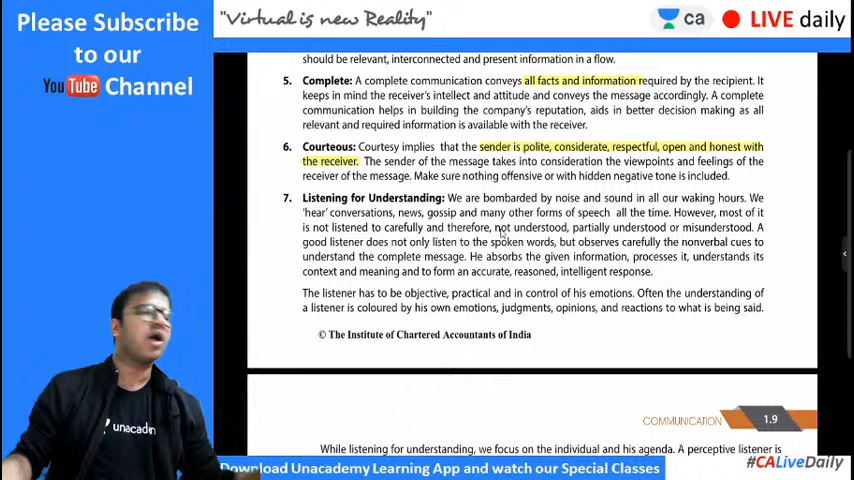 Please Subscribe
to our
YouTube Channel
"Virtual is new Reality"
ca
LIVE daily
should be relevant, interconnected and present information in a flow.
5. Complete: A complete communication conveys all facts and information required by the recipient. It
keeps in mind the receiver's intellect and attitude and conveys the message accordingly. A complete
communication helps in building the company's reputation, aids in better decision making as all
relevant and required information is available with the receiver.
6. Courteous: Courtesy implies that the sender is polite, considerate, respectful, open and honest with
the receiver. The sender of the message takes into consideration the viewpoints and feelings of the
receiver of the message. Make sure nothing offensive or with hidden negative tone is included.
7. Listening for Understanding: We are bombarded by noise and sound in all our waking hours. We
'hear' conversations, news, gossip and many other forms of speech all the time. However, most of it
is not listened to carefully and therefore, not understood, partially understood or misunderstood. A
good listener does not only listen to the spoken words, but observes carefully the nonverbal cues to
understand the complete message. He absorbs the given information, processes it, understands its
context and meaning and to form an accurate, reasoned, intelligent response.
The listener has to be objective, practical and in control of his emotions. Often the understanding of
a listener is coloured by his own emotions, judgments, opinions, and reactions to what is being said.
© The Institute of Chartered Accountants of India
COMMUNICATION 1.9
While listening for understanding, we focus on the individual and his agenda. A perceptive listener is
unacaden
Download Unacademy Learning App and watch our Special Classes
#CALiveDaily